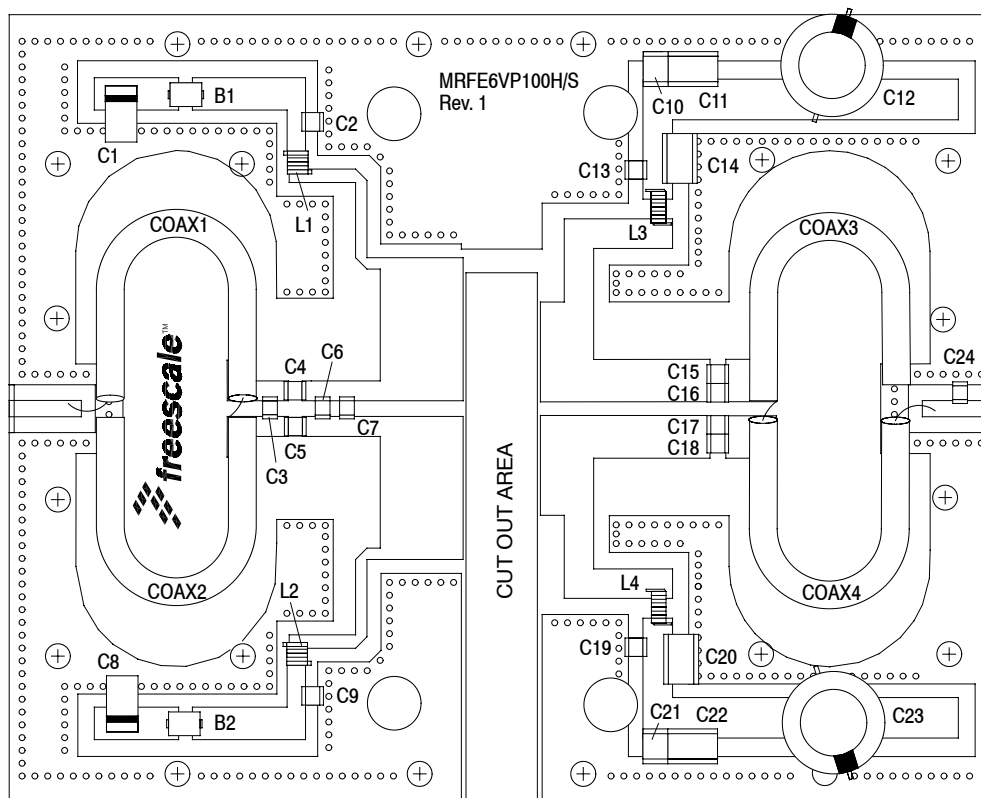 MRFE6VP100H/S
Rev. 1
B1
C2
C1
L1
COAX1
C10
C11
C12
C13
C14
L3
COAX3
freescale™
C4
C6
C5
C3
C7
C15
C16
C17
C18
C24
CUT OUT AREA
COAX2
L2
C8
C9
B2
L4
COAX4
C19
C20
C21
C22
C23